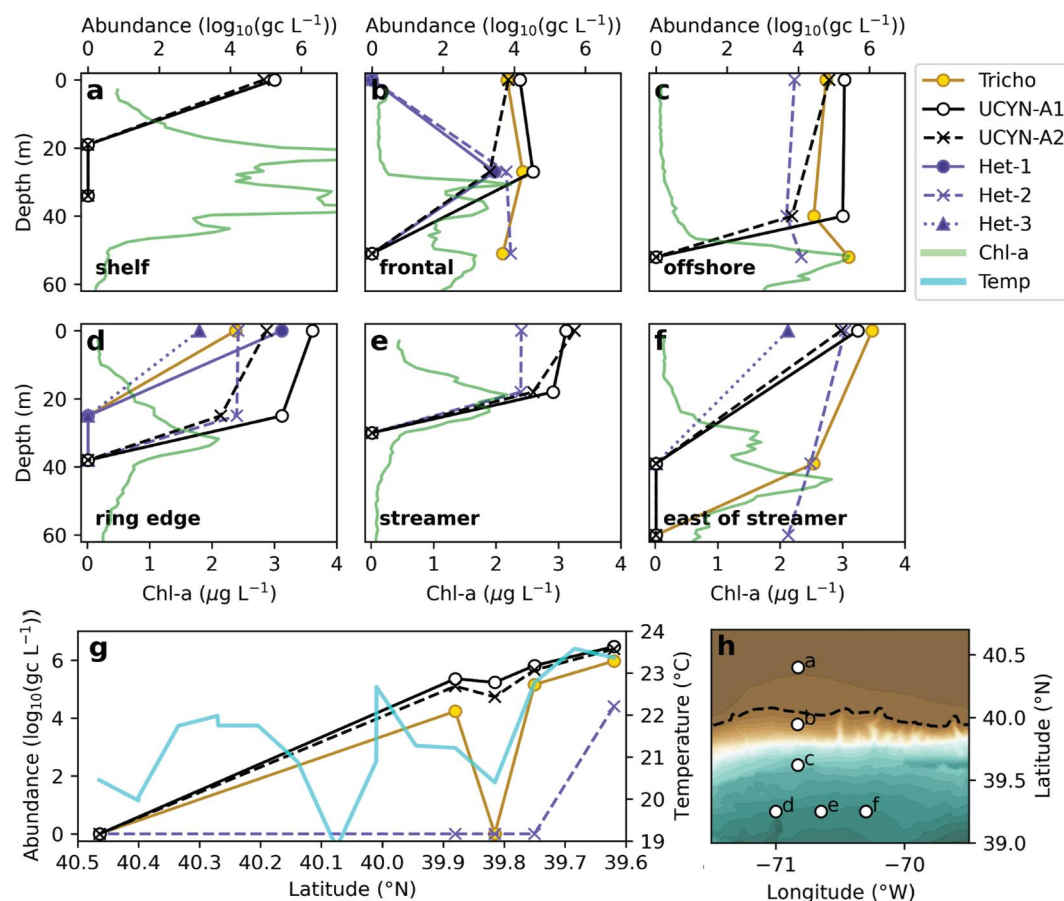 Abundance (log10(gc L−1)) Abundance (log10(gc L−1)) Abundance (log10(gc L−1))
0 2 4 6 0 2 4 6 0 2 4 6
0 a b c
20
40
60
Depth (m)
shelf frontal offshore
Tricho
UCYN-A1
UCYN-A2
Het-1
Het-2
Het-3
Chl-a
Temp
0 d e f
20
40
60
Depth (m)
ring edge streamer east of streamer
0 1 2 3 4 0 1 2 3 4 0 1 2 3 4
Chl-a (μg L−1) Chl-a (μg L−1) Chl-a (μg L−1)
g
Abundance (log10(gc L−1))
6
4
2
0
24
23
22
21
20
19
Temperature (°C)
40.5 40.4 40.3 40.2 40.1 40.0 39.9 39.8 39.7 39.6
Latitude (°N)
h
a
b
c
d e f
40.5
40.0
39.5
39.0
Latitude (°N)
−71 −70
Longitude (°W)